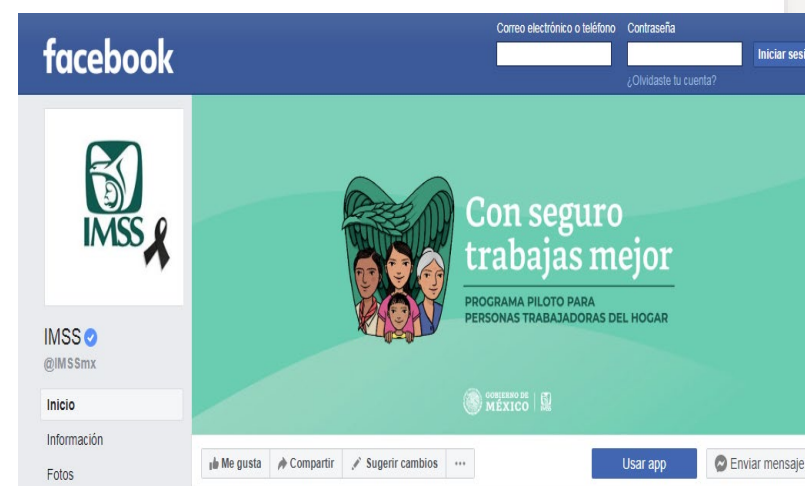 facebook
Correo electrónico o teléfono
Contraseña
Iniciar sesi
¿Olvidaste tu cuenta?
IMSS
IMSS
@IMSSmx
Inicio
Información
Fotos
Con seguro
trabajas mejor
PROGRAMA PILOTO PARA
PERSONAS TRABAJADORAS DEL HOGAR
GOBIERNO DE
MÉXICO
Me gusta
Compartir
Sugerir cambios
...
Usar app
Enviar mensaje